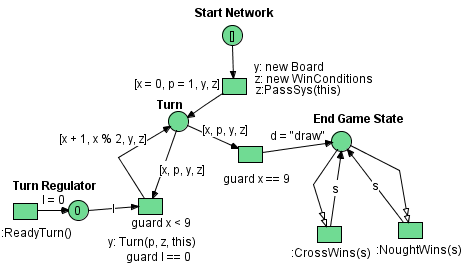 Start Network
[]
y: new Board
z: new WinConditions
z:PassSys(this)
[x = 0, p = 1, y, z]
Turn
End Game State
[x + 1, x % 2, y, z]
[x, p, y, z]
d = "draw"
[x, p, y, z]
guard x == 9
s
s
Turn Regulator
l = 0
0
l
guard x < 9
:ReadyTurn()
y: Turn(p, z, this)
guard l == 0
:CrossWins(s)
:NoughtWins(s)